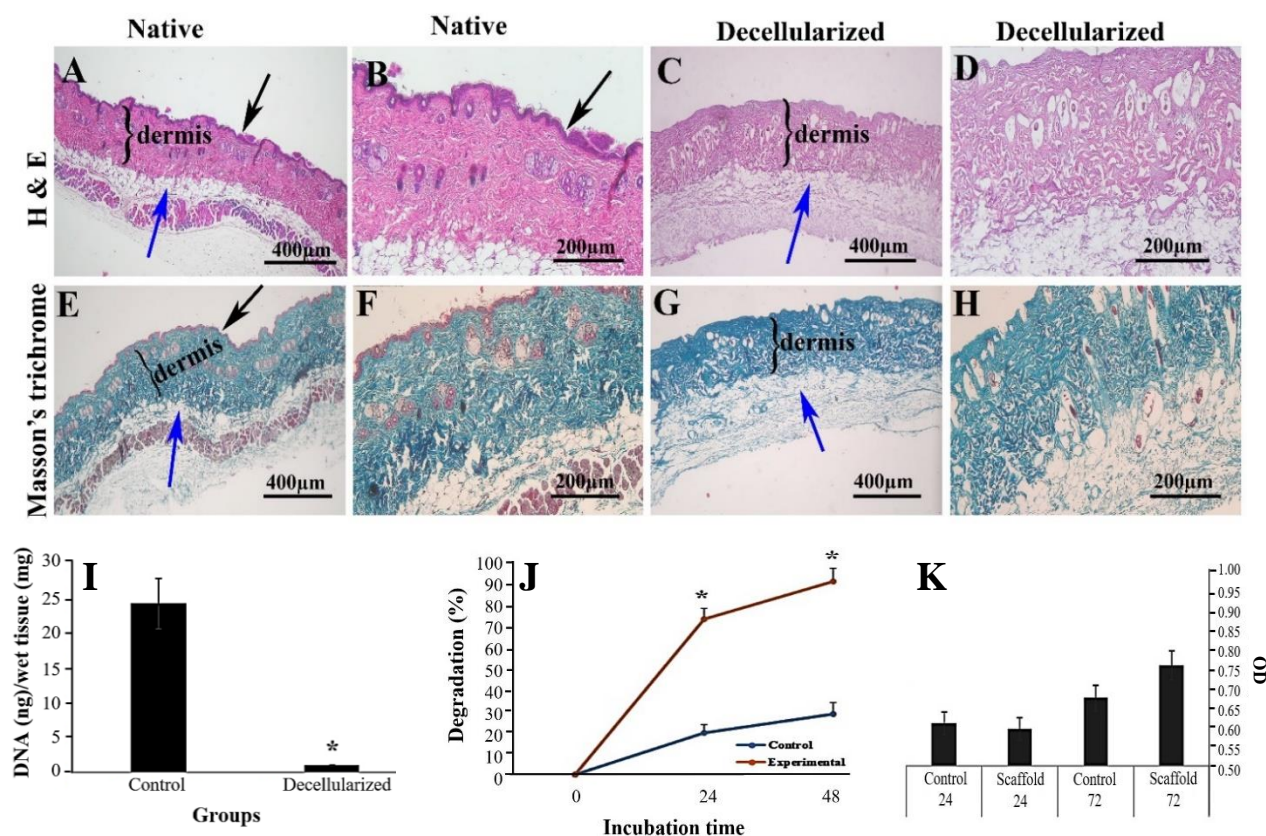 Native Native Decellularized Decellularized
H & E
A dermis 400µm
B 200µm
C dermis 400µm
D 200µm
Masson's trichrome
E dermis 400µm
F 200µm
G dermis 400µm
H 200µm
I
DNA (ng)/wet tissue (mg)
30
25
20
15
10
5
0
*
Control Decellularized
Groups
J
Degradation (%)
100
90
80
70
60
50
40
30
20
10
0
* *
Control
Experimental
0 24 48
Incubation time
K
1.00
0.95
0.90
0.85
0.80
0.75
0.70
0.65
0.60
0.55
0.50
OD
Control Scaffold Control Scaffold
24 24 72 72